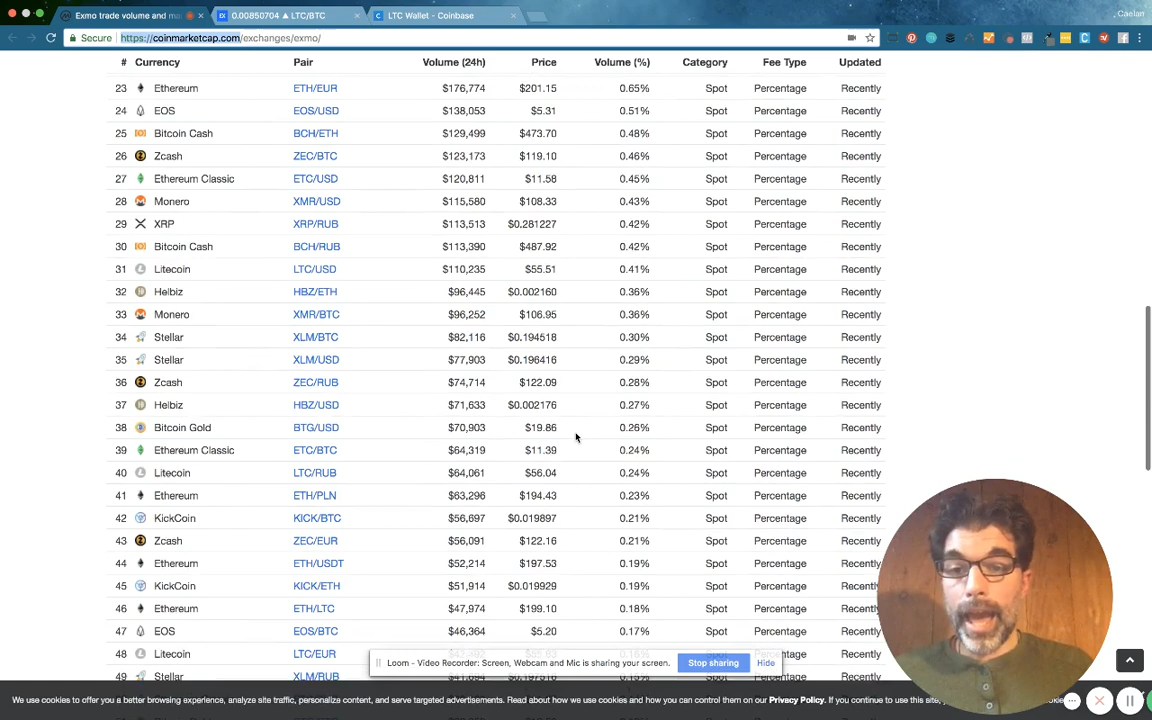 Exmo trade volume and ma
0.00850704 ▲ LTC/BTC
LTC Wallet - Coinbase
Caelan
Secure https://coinmarketcap.com/exchanges/exmo/
# Currency Pair Volume (24h) Price Volume (%) Category Fee Type Updated
23 Ethereum ETH/EUR $176,774 $201.15 0.65% Spot Percentage Recently
24 EOS EOS/USD $138,053 $5.31 0.51% Spot Percentage Recently
25 Bitcoin Cash BCH/ETH $129,499 $473.70 0.48% Spot Percentage Recently
26 Zcash ZEC/BTC $123,173 $119.10 0.46% Spot Percentage Recently
27 Ethereum Classic ETC/USD $120,811 $11.58 0.45% Spot Percentage Recently
28 Monero XMR/USD $115,580 $108.33 0.43% Spot Percentage Recently
29 XRP XRP/RUB $113,513 $0.281227 0.42% Spot Percentage Recently
30 Bitcoin Cash BCH/RUB $113,390 $487.92 0.42% Spot Percentage Recently
31 Litecoin LTC/USD $110,235 $55.51 0.41% Spot Percentage Recently
32 Helbiz HBZ/ETH $96,445 $0.002160 0.36% Spot Percentage Recently
33 Monero XMR/BTC $96,252 $106.95 0.36% Spot Percentage Recently
34 Stellar XLM/BTC $82,116 $0.194518 0.30% Spot Percentage Recently
35 Stellar XLM/USD $77,903 $0.196416 0.29% Spot Percentage Recently
36 Zcash ZEC/RUB $74,714 $122.09 0.28% Spot Percentage Recently
37 Helbiz HBZ/USD $71,633 $0.002176 0.27% Spot Percentage Recently
38 Bitcoin Gold BTG/USD $70,903 $19.86 0.26% Spot Percentage Recently
39 Ethereum Classic ETC/BTC $64,319 $11.39 0.24% Spot Percentage Recently
40 Litecoin LTC/RUB $64,061 $56.04 0.24% Spot Percentage Recently
41 Ethereum ETH/PLN $63,296 $194.43 0.23% Spot Percentage Recently
42 KickCoin KICK/BTC $56,697 $0.019897 0.21% Spot Percentage Recently
43 Zcash ZEC/EUR $56,091 $122.16 0.21% Spot Percentage Recently
44 Ethereum ETH/USDT $52,214 $197.53 0.19% Spot Percentage Recently
45 KickCoin KICK/ETH $51,914 $0.019929 0.19% Spot Percentage
46 Ethereum ETH/LTC $47,974 $199.10 0.18% Spot Percentage
47 EOS EOS/BTC $46,364 $5.20 0.17% Spot Percentage
48 Litecoin LTC/EUR Spot Percentage
49 Stellar XLM/RUB Spot Percentage
Loom - Video Recorder: Screen, Webcam and Mic is sharing your screen. Stop sharing Hide
We use cookies to offer you a better browsing experience, analyze site traffic, personalize content, and serve targeted advertisements. Read about how we use cookies and how you can control them on our Privacy Policy. If you continue to use this site,